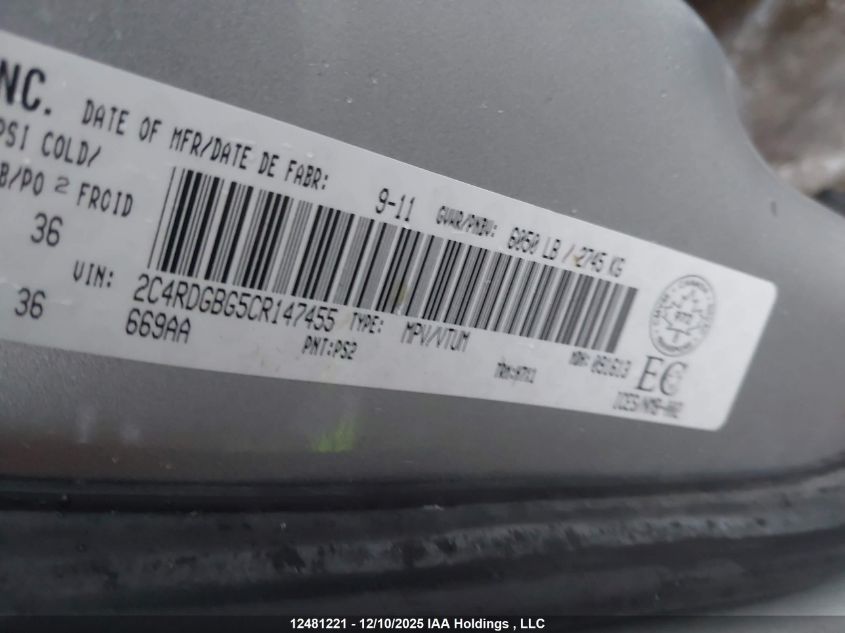 NC.
DATE OF MFR/DATE DE FABR: 9-11 GVWR/PNBV: 6050 LB / 2745 KG
PSI COLD/
B/PO 2 FROID
36
36
VIN: 2C4RDGBG5CR147455 TYPE: MPV/VTUM MDH: 091613
669AA PNT:PS2
EC
12481221 - 12/10/2025 IAA Holdings , LLC